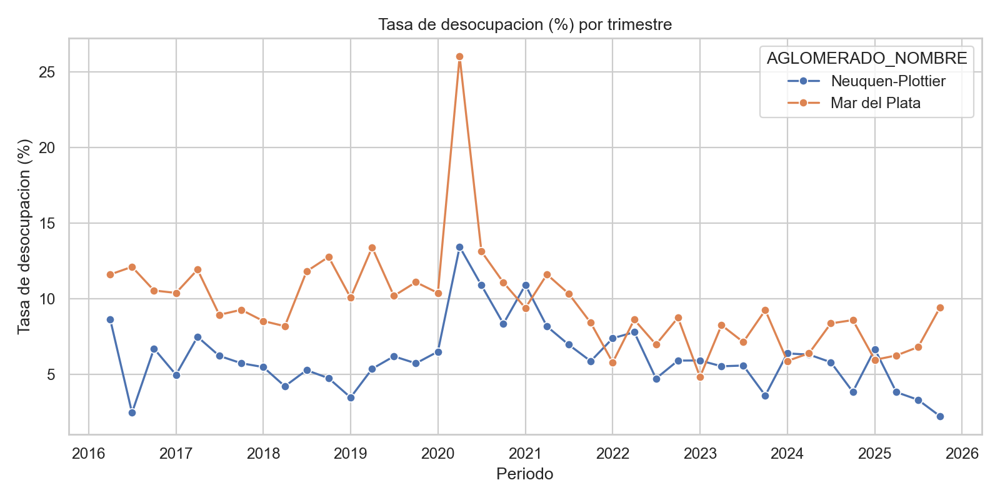 Tasa de desocupacion (%) por trimestre
AGLOMERADO_NOMBRE
Neuquen-Plottier
Mar del Plata
Tasa de desocupacion (%)
25
20
15
10
5
2016 2017 2018 2019 2020 2021 2022 2023 2024 2025 2026
Periodo